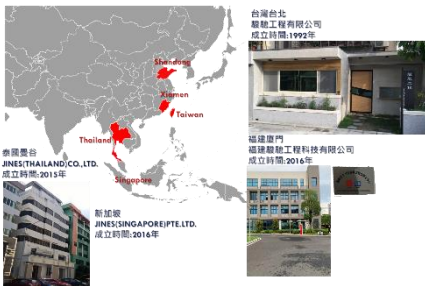 台灣台北
駿馳工程有限公司
成立時間:1992年
Shandong
Xiamen
Taiwan
Thailand
Singapore
福建廈門
福建駿馳工程科技有限公司
成立時間:2016年
泰國曼谷
JINES(THAILAND)CO.,LTD.
成立時間:2015年
新加坡
JINES(SINGAPORE)PTE.LTD.
成立時間:2016年